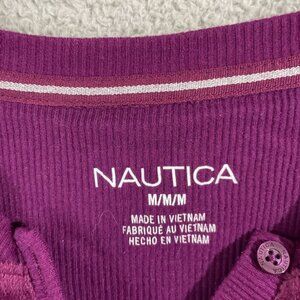 NAUTICA
M/M/M
MADE IN VIETNAM
FABRIQUÉ AU VIETNAM
HECHO EN VIETNAM